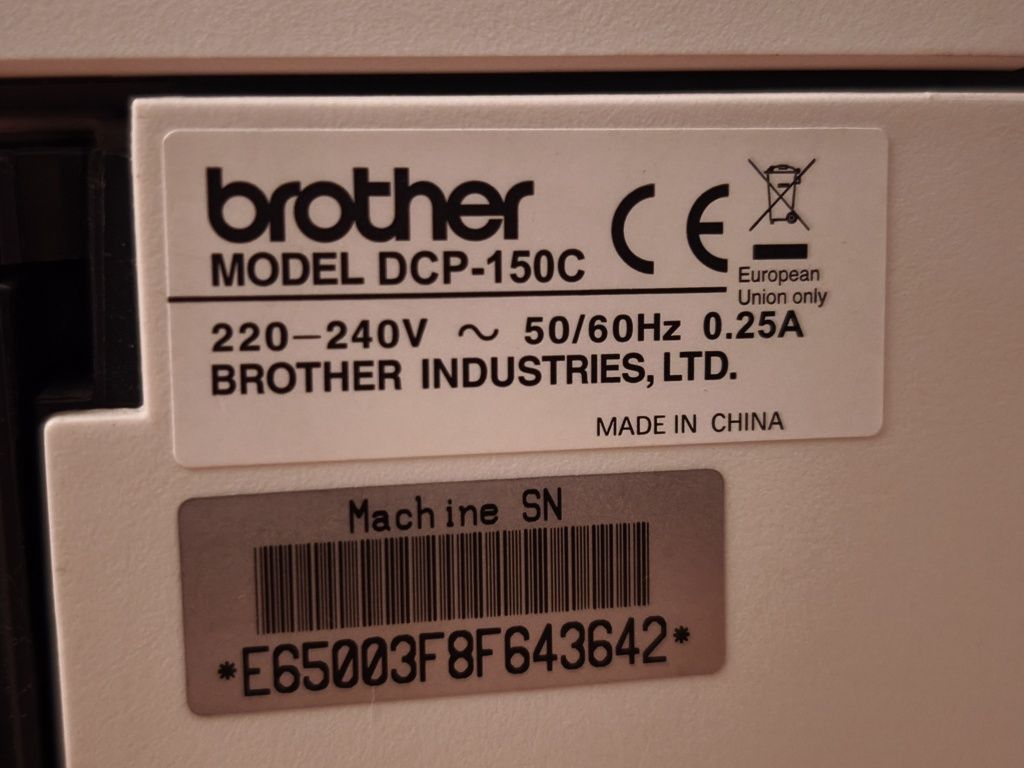 brother
MODEL DCP-150C
CE
European
Union only
220–240V ~ 50/60Hz 0.25A
BROTHER INDUSTRIES, LTD.
MADE IN CHINA
Machine SN
*E65003F8F643642*